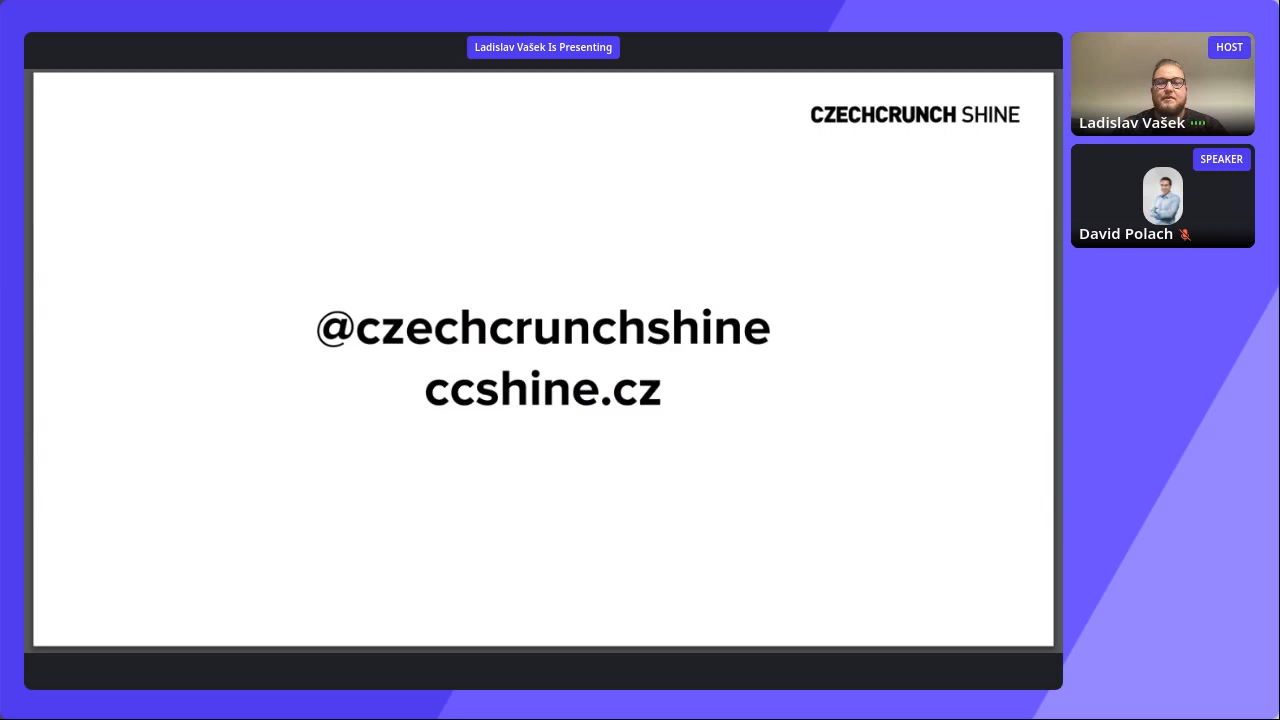 Ladislav Vašek Is Presenting
CZECHCRUNCH SHINE
@czechcrunchshine
ccshine.cz
HOST
Ladislav Vašek
SPEAKER
David Polach